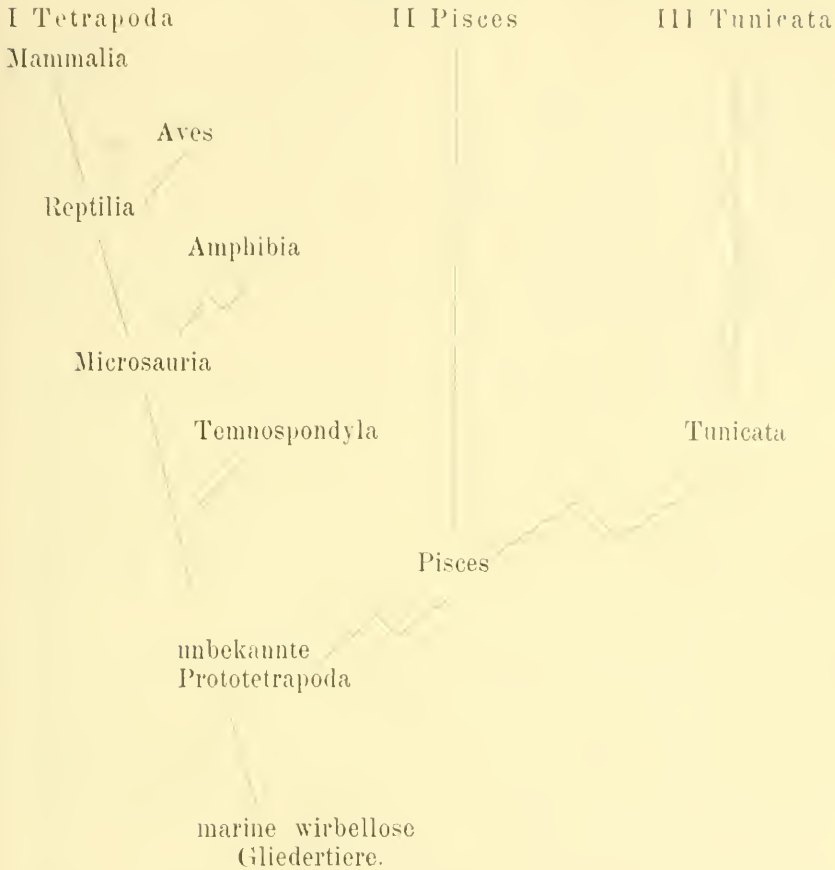 I Tetrapoda II Pisces III Tunicata
Mammalia
Aves
Reptilia
Amphibia
Microsauria
Temnospondyla
Tunicata
Pisces
unbekannte
Prototetrapoda
marine wirbellose
Gliedertiere.